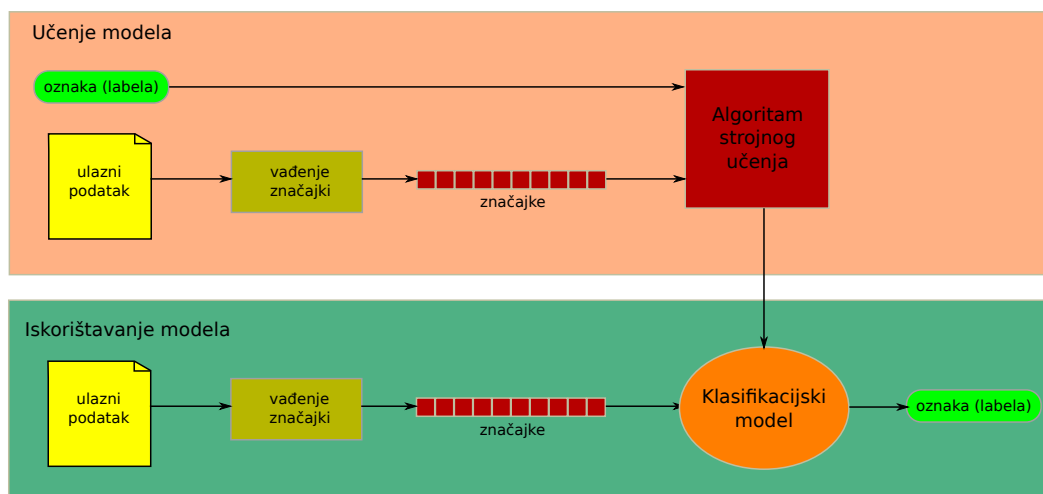 Učenje modela
oznaka (labela)
ulazni
podatak
vađenje
značajki
značajke
Algoritam
strojnog
učenja
Iskorištavanje modela
ulazni
podatak
vađenje
značajki
značajke
Klasifikacijski
model
oznaka (labela)